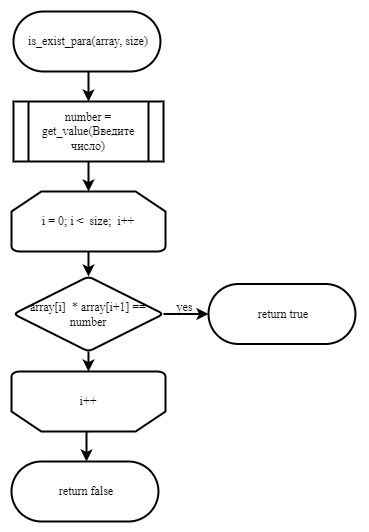 is_exist_para(array, size)
number =
get_value(Введите
число)
i = 0; i < size; i++
array[i] * array[i+1] ==
number
yes
return true
i++
return false